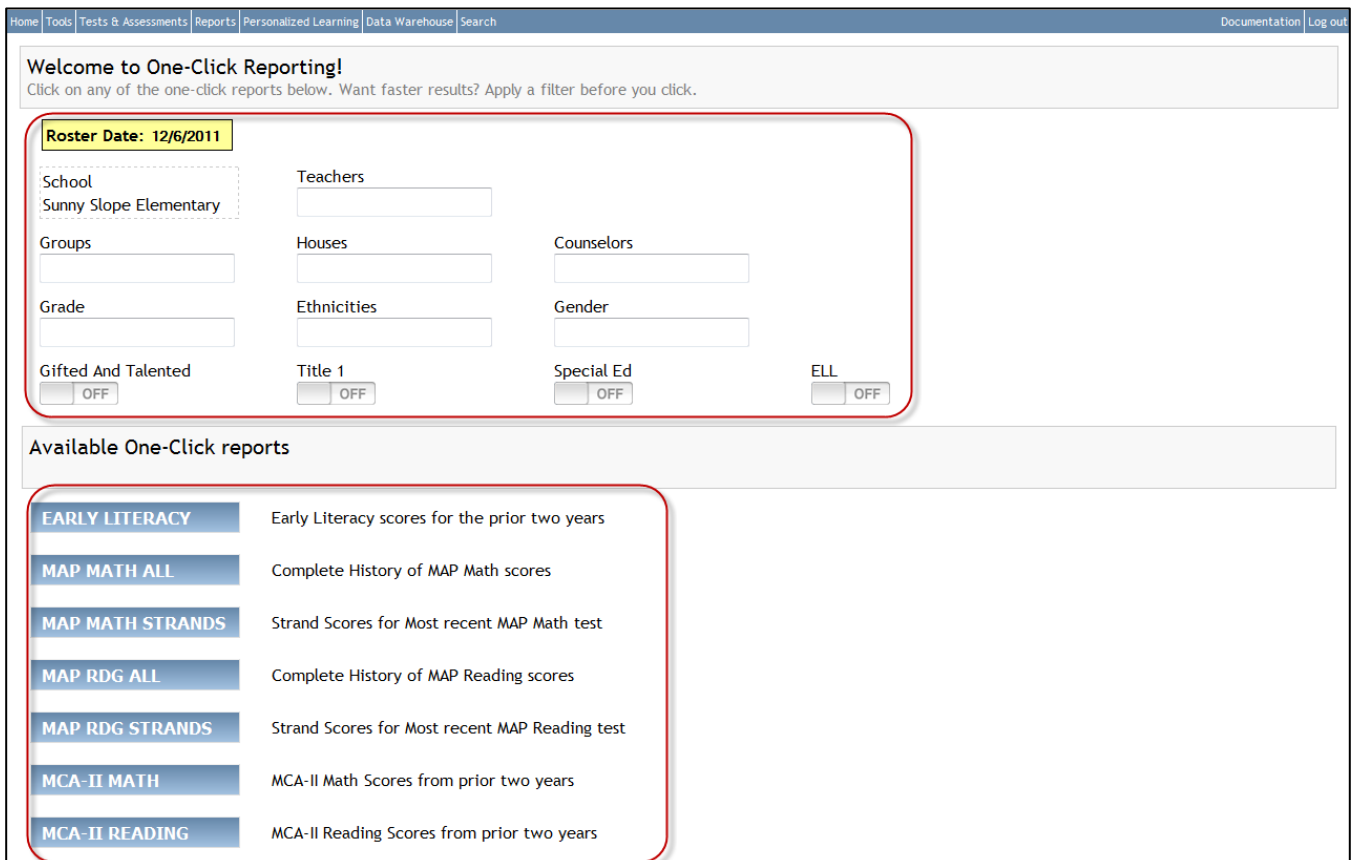 Home Tools Tests & Assessments Reports Personalized Learning Data Warehouse Search Documentation Log out
Welcome to One-Click Reporting!
Click on any of the one-click reports below. Want faster results? Apply a filter before you click.
Roster Date: 12/6/2011
School Teachers
Sunny Slope Elementary
Groups Houses Counselors
Grade Ethnicities Gender
Gifted And Talented Title 1 Special Ed ELL
OFF OFF OFF OFF
Available One-Click reports
EARLY LITERACY Early Literacy scores for the prior two years
MAP MATH ALL Complete History of MAP Math scores
MAP MATH STRANDS Strand Scores for Most recent MAP Math test
MAP RDG ALL Complete History of MAP Reading scores
MAP RDG STRANDS Strand Scores for Most recent MAP Reading test
MCA-II MATH MCA-II Math Scores from prior two years
MCA-II READING MCA-II Reading Scores from prior two years